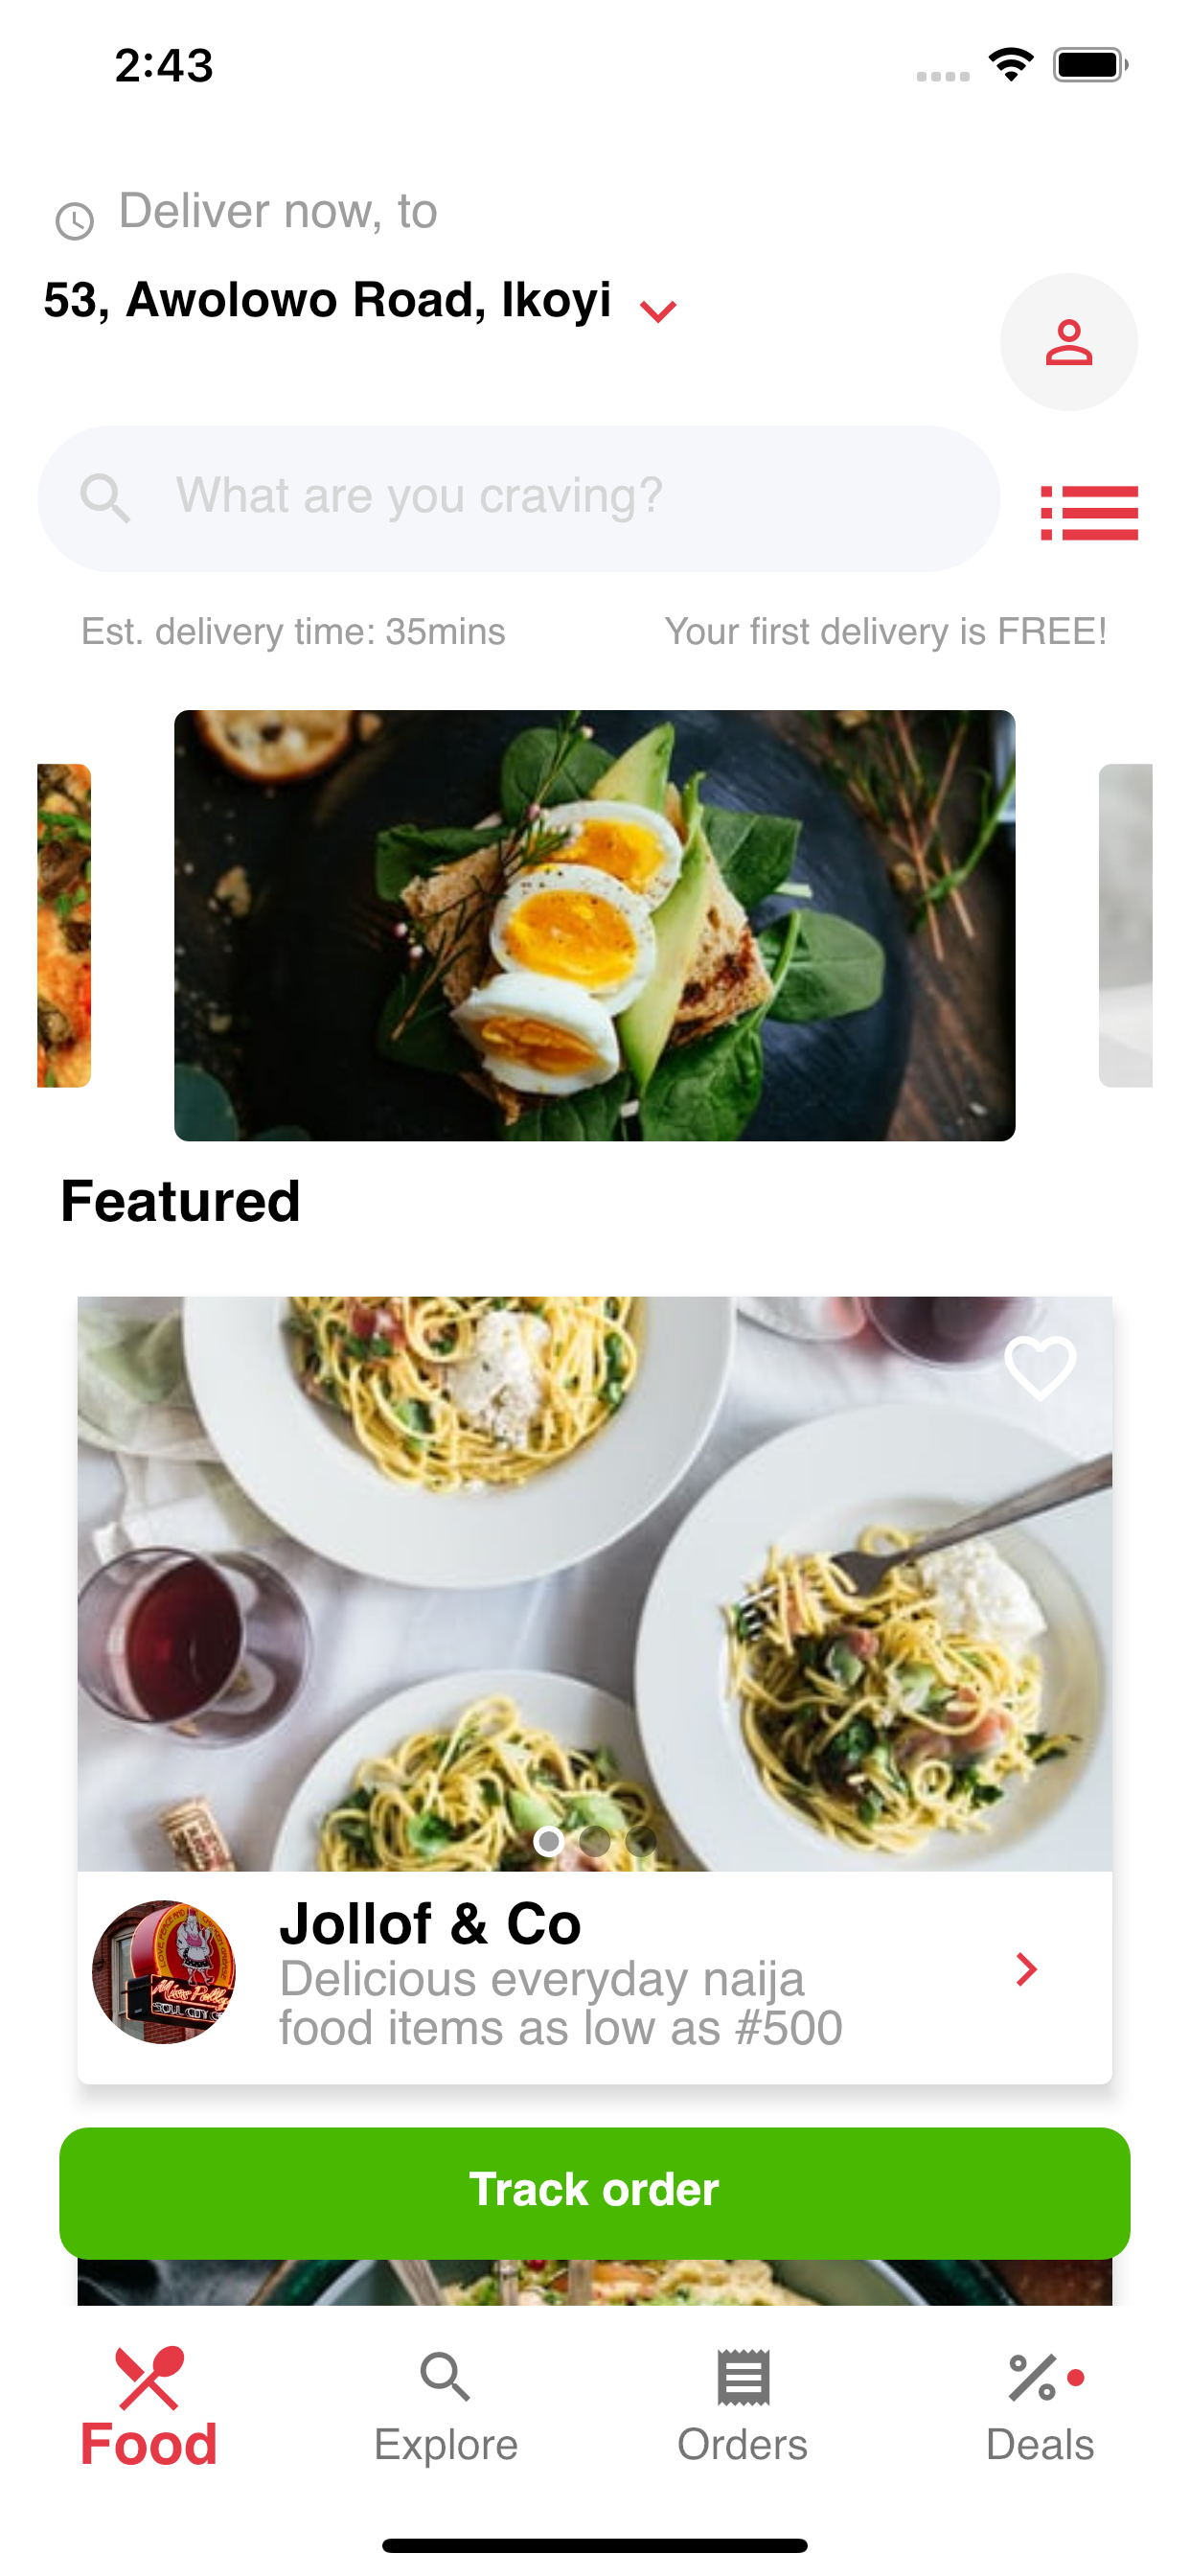 2:43
Deliver now, to
53, Awolowo Road, Ikoyi
What are you craving?
Est. delivery time: 35mins
Your first delivery is FREE!
Featured
Jollof & Co
Delicious everyday naija
food items as low as #500
Track order
Food
Explore
Orders
Deals